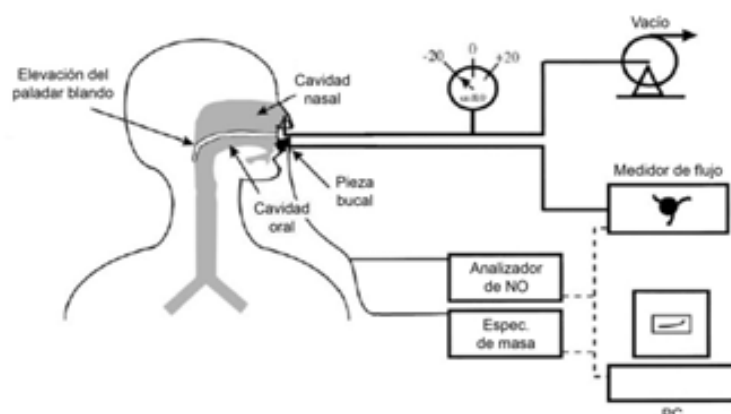 Vacío
-20
0
+20
Elevación del
paladar blando
Cavidad
nasal
Medidor de flujo
Pieza
bucal
Cavidad
oral
Analizador
de NO
Espec.
de masa
PC